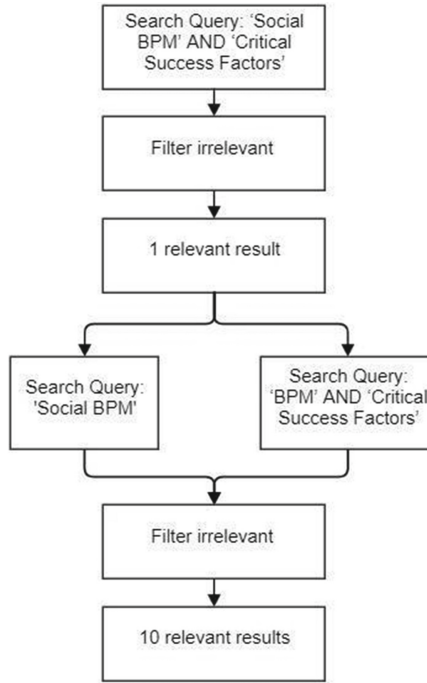 Search Query: ‘Social
BPM’ AND ‘Critical
Success Factors’
Filter irrelevant
1 relevant result
Search Query:
'Social BPM'
Search Query:
‘BPM’ AND ‘Critical
Success Factors’
Filter irrelevant
10 relevant results